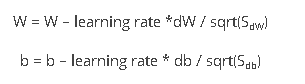 W = W – learning rate *dW / sqrt(Sdw)
b = b – learning rate * db / sqrt(Sdb)